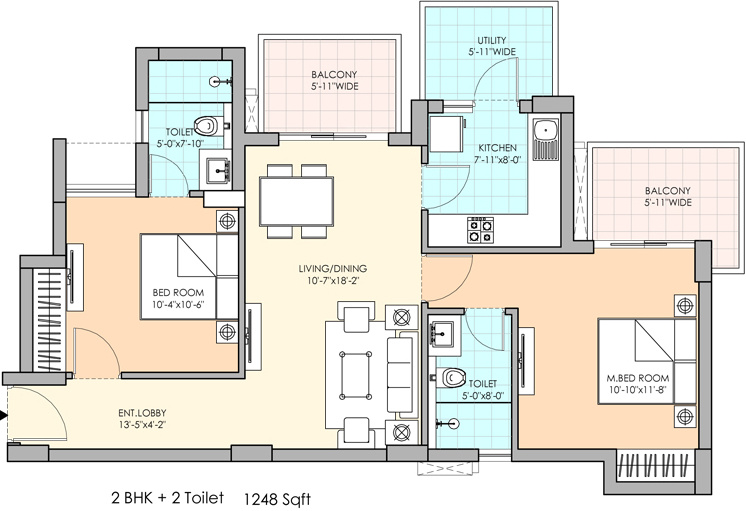 UTILITY
5'-11"WIDE
BALCONY
5'-11"WIDE
TOILET
5'-0"x7'-10"
KITCHEN
7'-11"x8'-0"
BALCONY
5'-11"WIDE
LIVING/DINING
10'-7"x18'-2"
BED ROOM
10'-4"x10'-6"
M.BED ROOM
10'-10"x11'-8"
TOILET
5'-0"x8'-0"
ENT.LOBBY
13'-5"x4'-2"
2 BHK + 2 Toilet 1248 Sqft